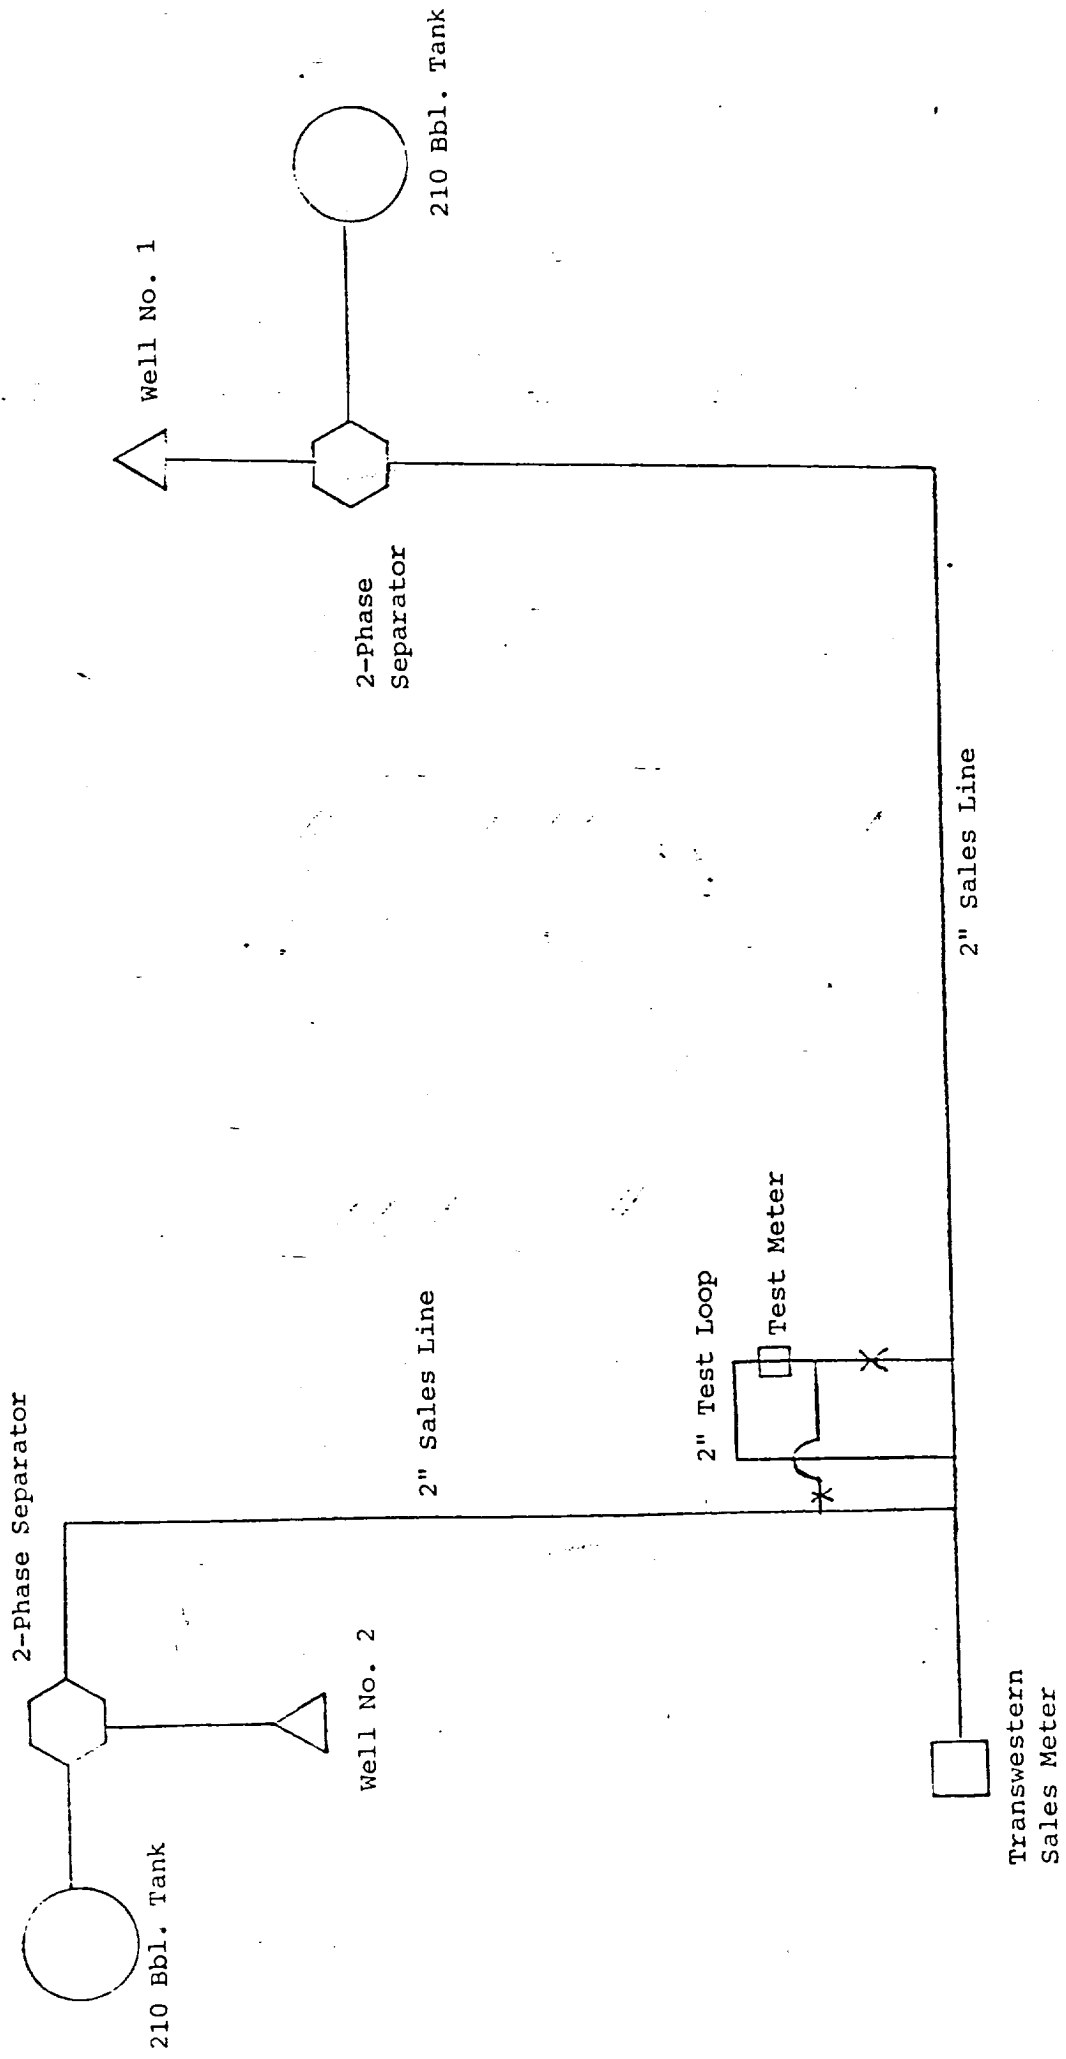 210 Bbl. Tank
2-Phase Separator
Well No. 2
2" Sales Line
2" Test Loop
Test Meter
Transwestern
Sales Meter
2" Sales Line
2-Phase
Separator
Well No. 1
210 Bbl. Tank